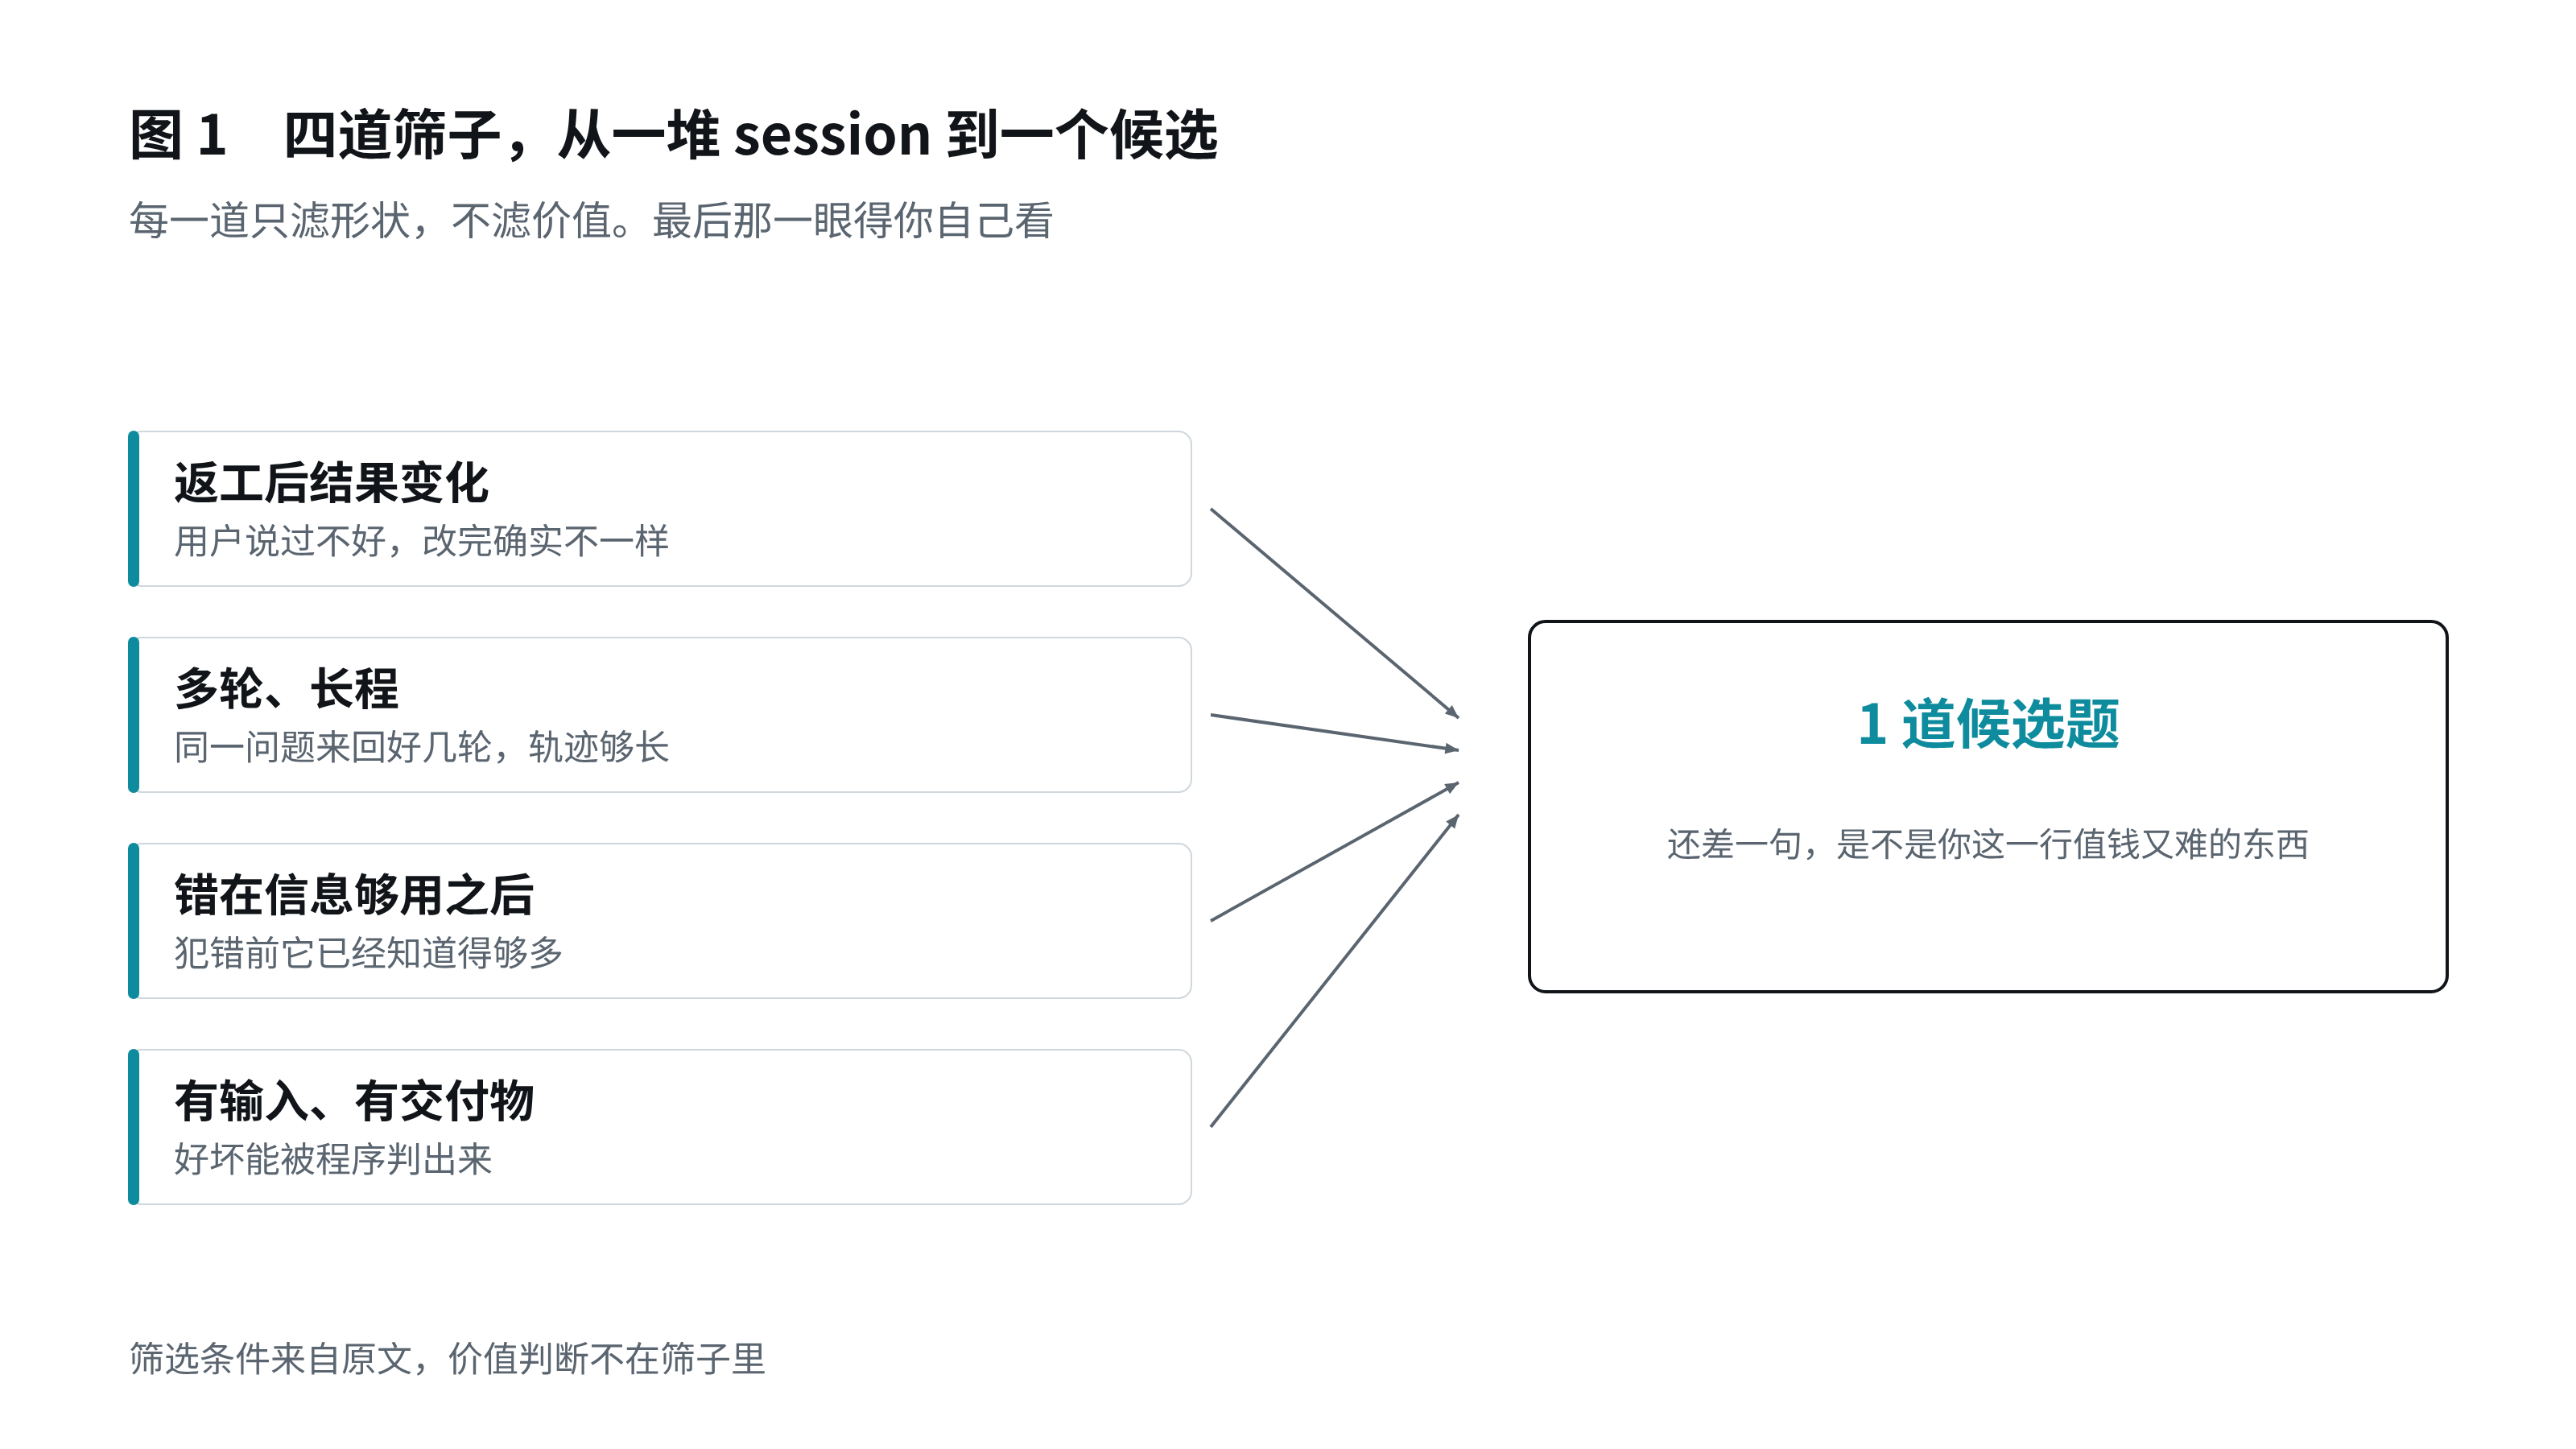 图 1　四道筛子，从一堆 session 到一个候选
每一道只滤形状，不滤价值。最后那一眼得你自己看
返工后结果变化
用户说过不好，改完确实不一样
多轮、长程
同一问题来回好几轮，轨迹够长
错在信息够用之后
犯错前它已经知道得够多
有输入、有交付物
好坏能被程序判出来
1 道候选题
还差一句，是不是你这一行值钱又难的东西
筛选条件来自原文，价值判断不在筛子里